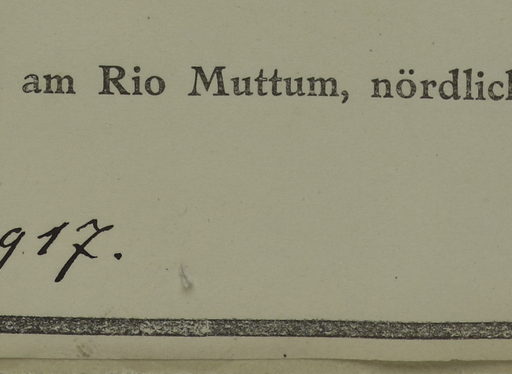 am Rio Muttum, nördlich
917.